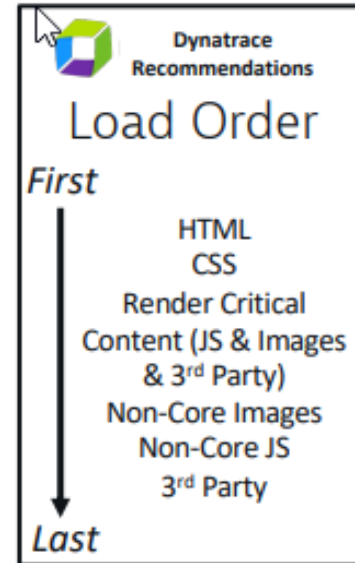 Dynatrace
Recommendations
Load Order
First
HTML
CSS
Render Critical
Content (JS & Images
& 3rd Party)
Non-Core Images
Non-Core JS
3rd Party
Last